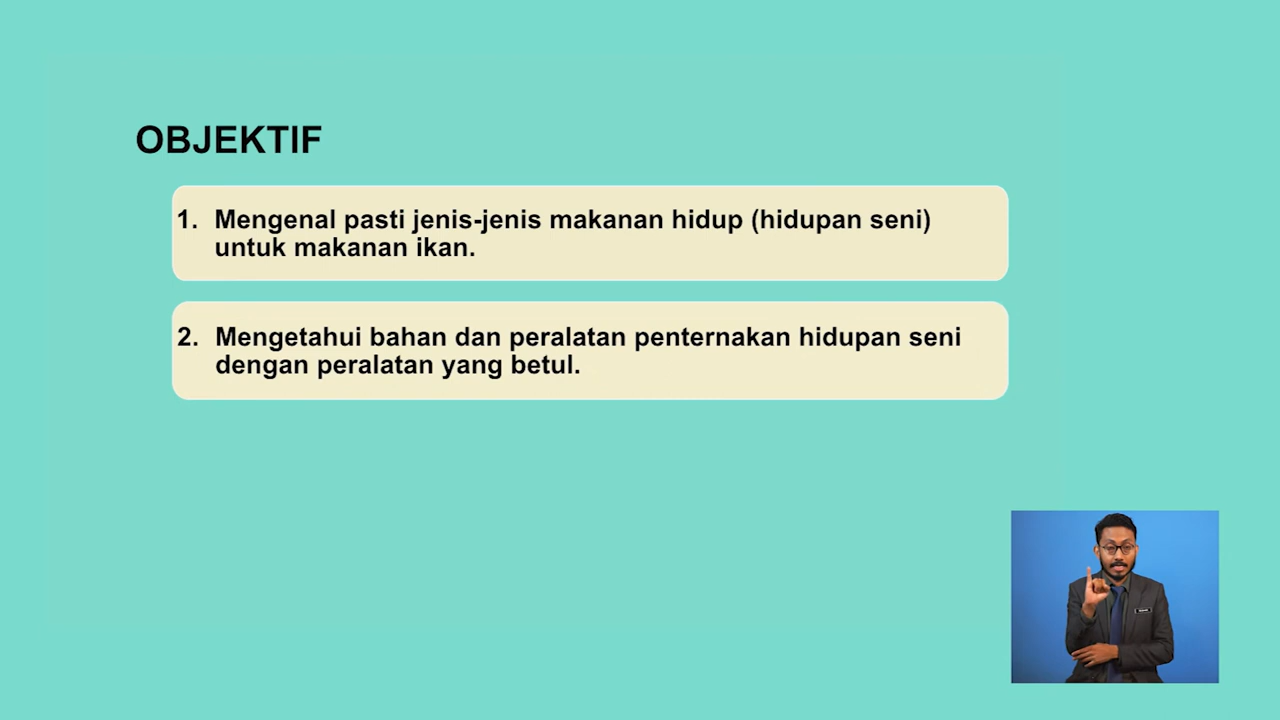 OBJEKTIF
1. Mengenal pasti jenis-jenis makanan hidup (hidupan seni)
untuk makanan ikan.
2. Mengetahui bahan dan peralatan penternakan hidupan seni
dengan peralatan yang betul.